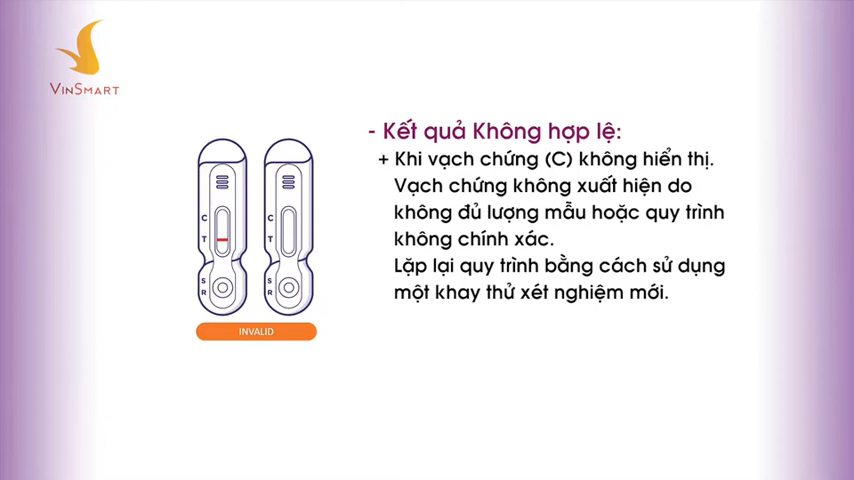 VINSMART
- Kết quả Không hợp lệ:
+ Khi vạch chứng (C) không hiển thị.
Vạch chứng không xuất hiện do
không đủ lượng mẫu hoặc quy trình
không chính xác.
Lặp lại quy trình bằng cách sử dụng
một khay thử xét nghiệm mới.
C
T
S
R
C
T
S
R
INVALID